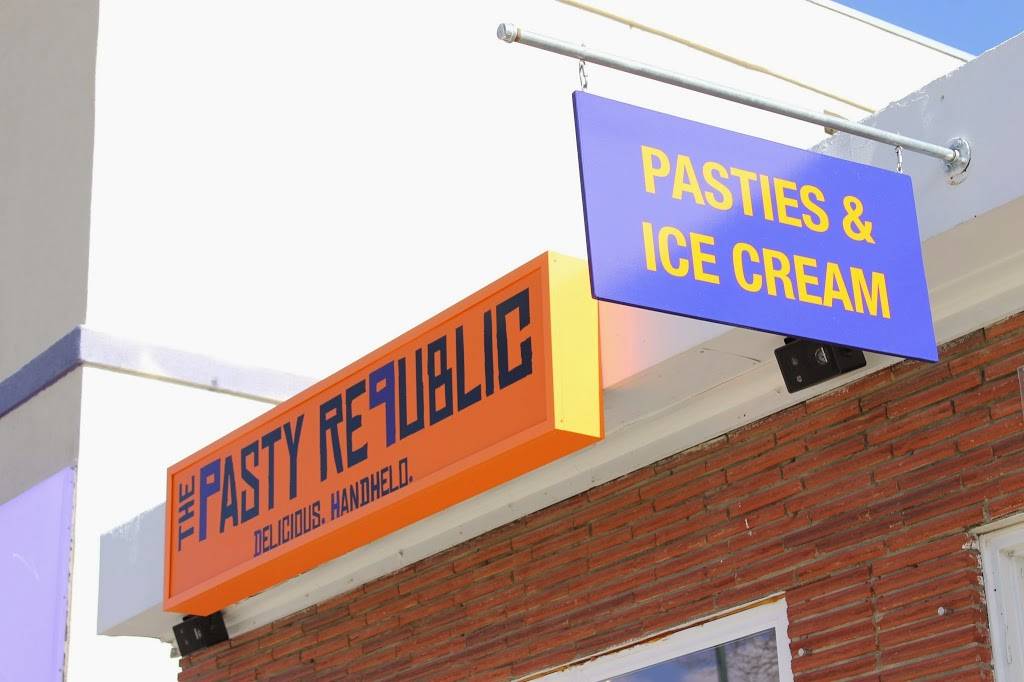 PASTIES &
ICE CREAM
THE PASTY REPUBLIC
DELICIOUS. HANDHELD.